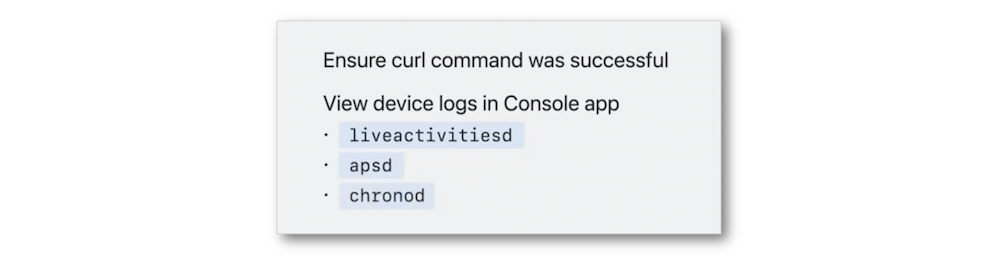 Ensure curl command was successful
View device logs in Console app
· liveactivitiesd
· apsd
· chronod